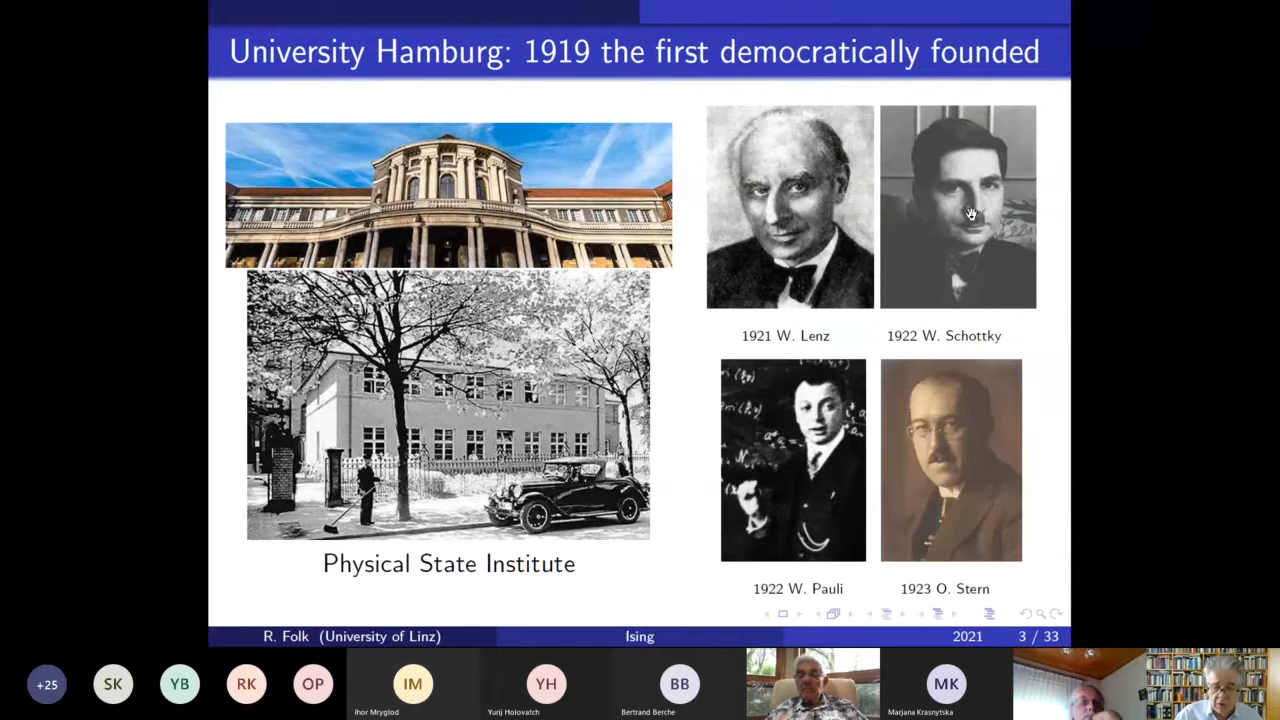 University Hamburg: 1919 the first democratically founded
1921 W. Lenz
1922 W. Schottky
Physical State Institute
1922 W. Pauli
1923 O. Stern
R. Folk (University of Linz)
Ising
2021
3 / 33
+25
SK
YB
RK
OP
IM
YH
BB
MK
Ihor Mryglod
Yurij Holovatch
Bertrand Berche
Marjana Krasnytska